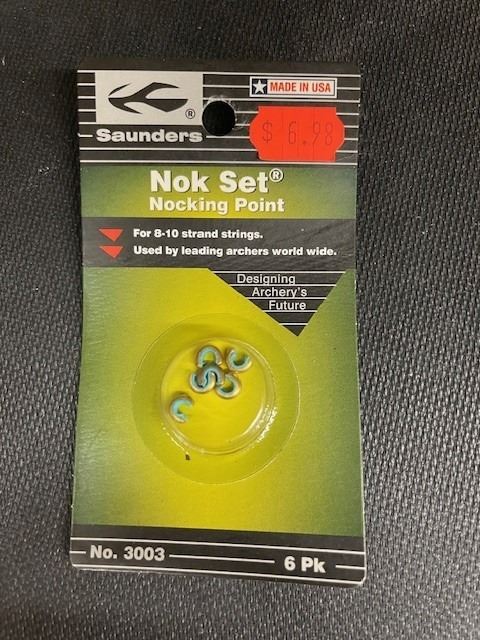 MADE IN USA
$ 6.98
®
Saunders
Nok Set®
Nocking Point
For 8-10 strand strings.
Used by leading archers world wide.
Designing
Archery's
Future
No. 3003
6 Pk